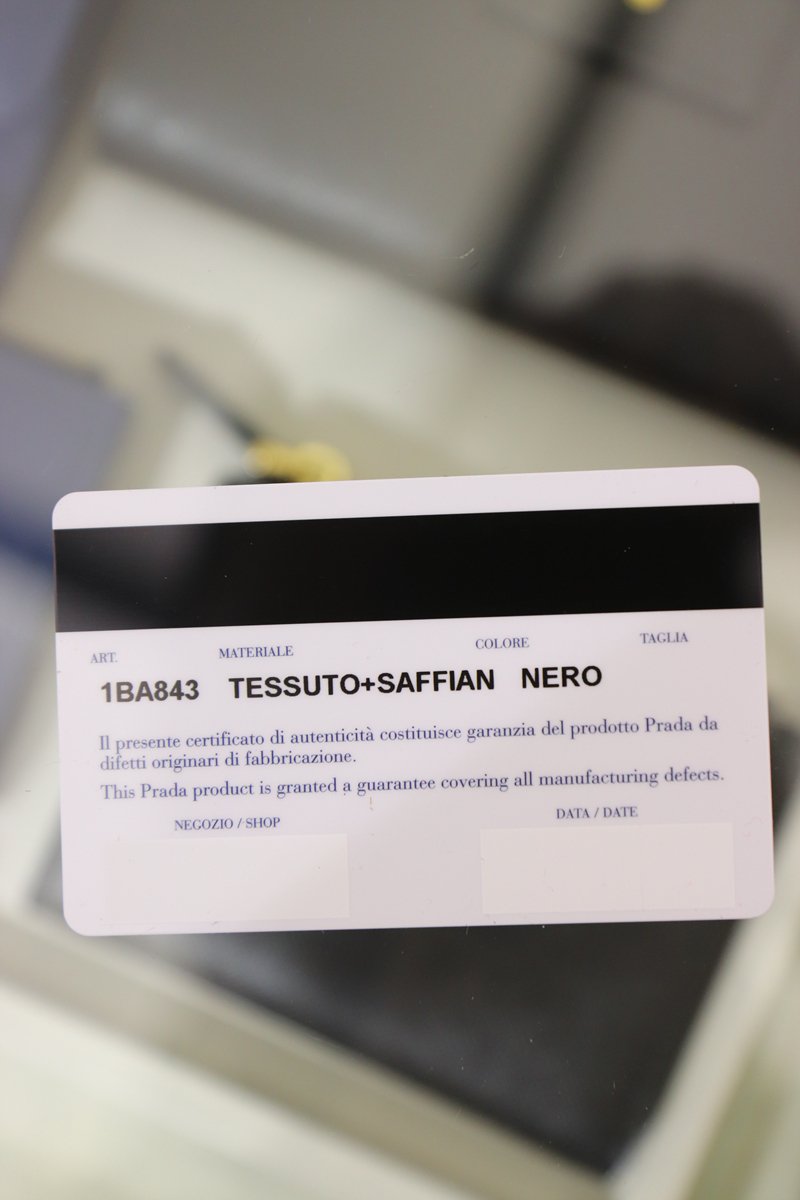 ART. MATERIALE COLORE TAGLIA
1BA843 TESSUTO+SAFFIAN NERO
Il presente certificato di autenticità costituisce garanzia del prodotto Prada da
difetti originari di fabbricazione.
This Prada product is granted a guarantee covering all manufacturing defects.
NEGOZIO / SHOP DATA / DATE